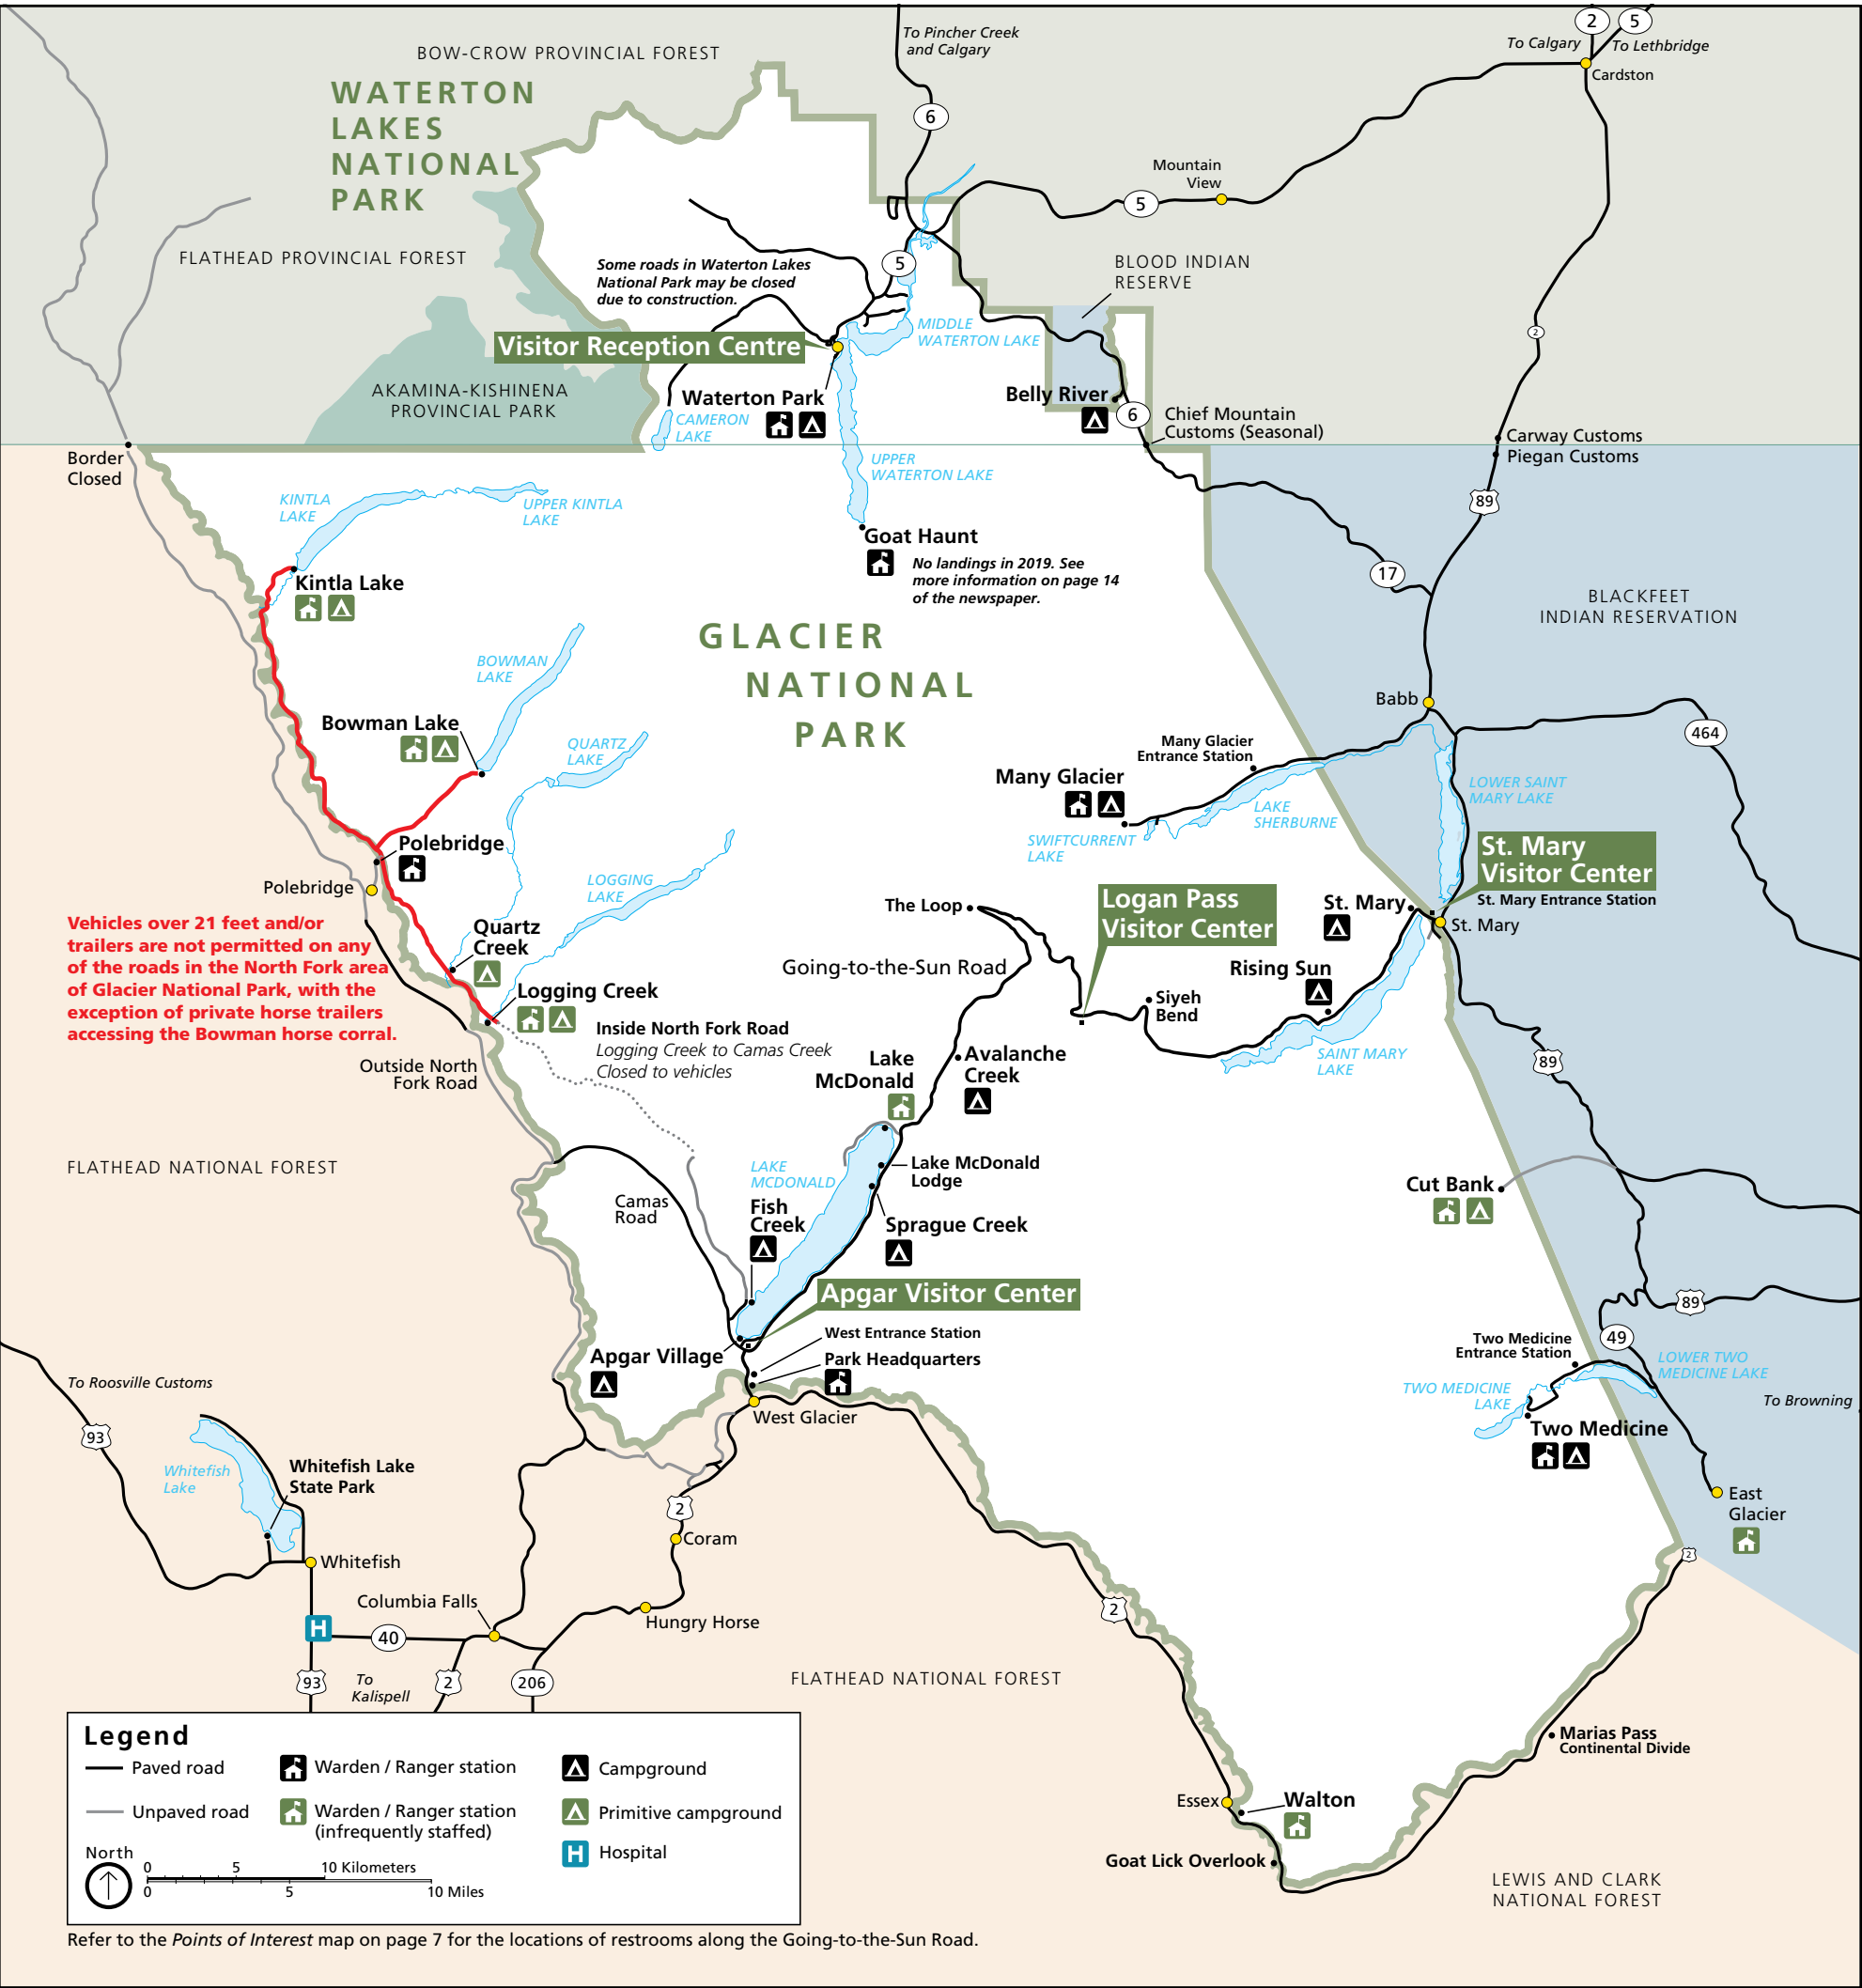 To Pincher Creek
and Calgary
2
5
To Calgary
To Lethbridge
Cardston
BOW-CROW PROVINCIAL FOREST
WATERTON
LAKES
NATIONAL
PARK
6
Mountain
View
5
FLATHEAD PROVINCIAL FOREST
Some roads in Waterton Lakes
National Park may be closed
due to construction.
5
BLOOD INDIAN
RESERVE
MIDDLE
WATERTON LAKE
2
Visitor Reception Centre
AKAMINA-KISHINENA
PROVINCIAL PARK
Waterton Park
CAMERON
LAKE
Belly River
6
Chief Mountain
Customs (Seasonal)
Carway Customs
Piegan Customs
Border
Closed
UPPER
WATERTON LAKE
KINTLA
LAKE
UPPER KINTLA
LAKE
89
Goat Haunt
No landings in 2019. See
more information on page 14
of the newspaper.
17
Kintla Lake
BLACKFEET
INDIAN RESERVATION
GLACIER
NATIONAL
PARK
BOWMAN
LAKE
Bowman Lake
QUARTZ
LAKE
Babb
464
Many Glacier
Entrance Station
Many Glacier
LOWER SAINT
MARY LAKE
LAKE
SHERBURNE
SWIFTCURRENT
LAKE
Polebridge
Polebridge
LOGGING
LAKE
St. Mary
Visitor Center
St. Mary Entrance Station
Logan Pass
Visitor Center
The Loop
St. Mary
St. Mary
Vehicles over 21 feet and/or
trailers are not permitted on any
of the roads in the North Fork area
of Glacier National Park, with the
exception of private horse trailers
accessing the Bowman horse corral.
Quartz
Creek
Going-to-the-Sun Road
Rising Sun
Logging Creek
Siyeh
Bend
Inside North Fork Road
Logging Creek to Camas Creek
Closed to vehicles
Outside North
Fork Road
Lake
McDonald
Avalanche
Creek
SAINT MARY
LAKE
89
FLATHEAD NATIONAL FOREST
LAKE
MCDONALD
Lake McDonald
Lodge
Camas
Road
Fish
Creek
Sprague Creek
Cut Bank
Apgar Visitor Center
89
49
West Entrance Station
Apgar Village
Park Headquarters
Two Medicine
Entrance Station
LOWER TWO
MEDICINE LAKE
TWO MEDICINE
LAKE
To Browning
To Roosville Customs
West Glacier
Two Medicine
93
Whitefish
Lake
Whitefish Lake
State Park
2
Coram
East
Glacier
2
Whitefish
Columbia Falls
Hungry Horse
2
H
40
93
To
Kalispell
2
206
FLATHEAD NATIONAL FOREST
Marias Pass
Continental Divide
Essex
Walton
Goat Lick Overlook
LEWIS AND CLARK
NATIONAL FOREST
Legend
Paved road
Warden / Ranger station
Campground
Unpaved road
Warden / Ranger station
(infrequently staffed)
Primitive campground
H Hospital
North
0 5 10 Kilometers
0 5 10 Miles
Refer to the Points of Interest map on page 7 for the locations of restrooms along the Going-to-the-Sun Road.